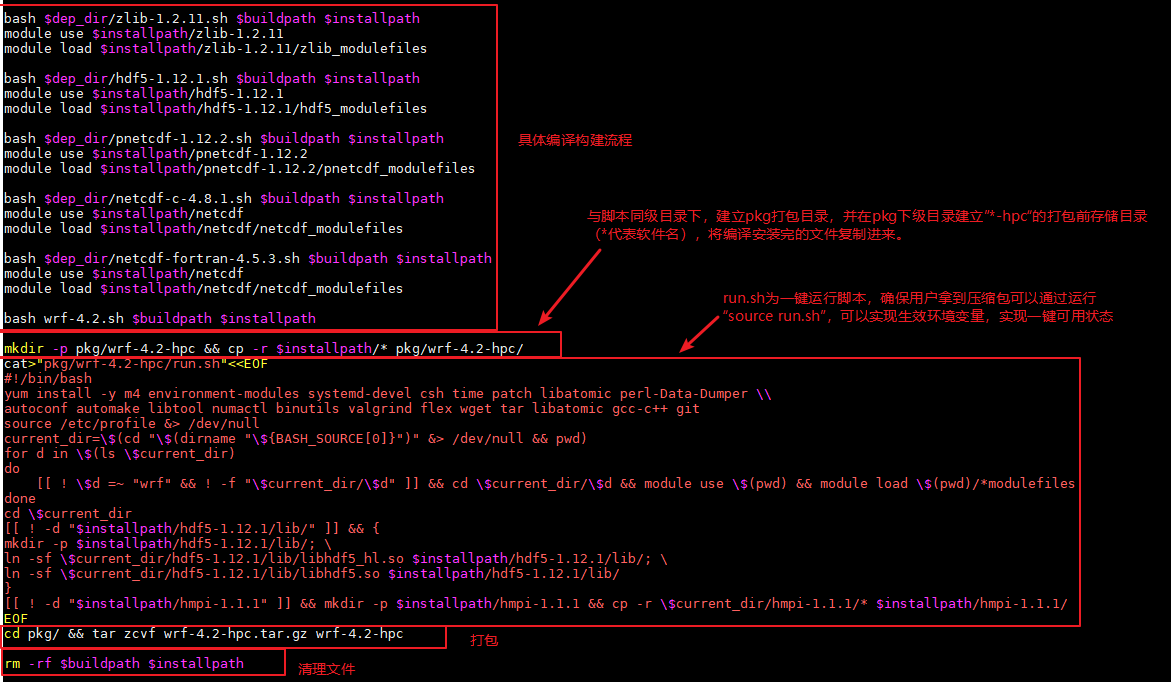 bash $dep_dir/zlib-1.2.11.sh $buildpath $installpath
module use $installpath/zlib-1.2.11
module load $installpath/zlib-1.2.11/zlib_modulefiles
bash $dep_dir/hdf5-1.12.1.sh $buildpath $installpath
module use $installpath/hdf5-1.12.1
module load $installpath/hdf5-1.12.1/hdf5_modulefiles
bash $dep_dir/pnetcdf-1.12.2.sh $buildpath $installpath
module use $installpath/pnetcdf-1.12.2
module load $installpath/pnetcdf-1.12.2/pnetcdf_modulefiles
bash $dep_dir/netcdf-c-4.8.1.sh $buildpath $installpath
module use $installpath/netcdf
module load $installpath/netcdf/netcdf_modulefiles
bash $dep_dir/netcdf-fortran-4.5.3.sh $buildpath $installpath
module use $installpath/netcdf
module load $installpath/netcdf/netcdf_modulefiles
bash wrf-4.2.sh $buildpath $installpath
具体编译构建流程
与脚本同级目录下，建立pkg打包目录，并在pkg下级目录建立”*-hpc“的打包前存储目录
（*代表软件名），将编译安装完的文件复制进来。
run.sh为一键运行脚本，确保用户拿到压缩包可以通过运行
“source run.sh”，可以实现生效环境变量，实现一键可用状态
mkdir -p pkg/wrf-4.2-hpc && cp -r $installpath/* pkg/wrf-4.2-hpc/
cat>"pkg/wrf-4.2-hpc/run.sh"<<EOF
#!/bin/bash
yum install -y m4 environment-modules systemd-devel csh time patch libatomic perl-Data-Dumper \\
autoconf automake libtool numactl binutils valgrind flex wget tar libatomic gcc-c++ git
source /etc/profile &> /dev/null
current_dir=\$(cd "\$(dirname "\${BASH_SOURCE[0]}")" &> /dev/null && pwd)
for d in \$(ls \$current_dir)
do
    [[ ! \$d =~ "wrf" && ! -f "\$current_dir/\$d" ]] && cd \$current_dir/\$d && module use \$(pwd) && module load \$(pwd)/*modulefiles
done
cd \$current_dir
[[ ! -d "$installpath/hdf5-1.12.1/lib/" ]] && {
mkdir -p $installpath/hdf5-1.12.1/lib/; \
ln -sf \$current_dir/hdf5-1.12.1/lib/libhdf5_hl.so $installpath/hdf5-1.12.1/lib/; \
ln -sf \$current_dir/hdf5-1.12.1/lib/libhdf5.so $installpath/hdf5-1.12.1/lib/
}
[[ ! -d "$installpath/hmpi-1.1.1" ]] && mkdir -p $installpath/hmpi-1.1.1 && cp -r \$current_dir/hmpi-1.1.1/* $installpath/hmpi-1.1.1/
EOF
cd pkg/ && tar zcvf wrf-4.2-hpc.tar.gz wrf-4.2-hpc
打包
rm -rf $buildpath $installpath
清理文件